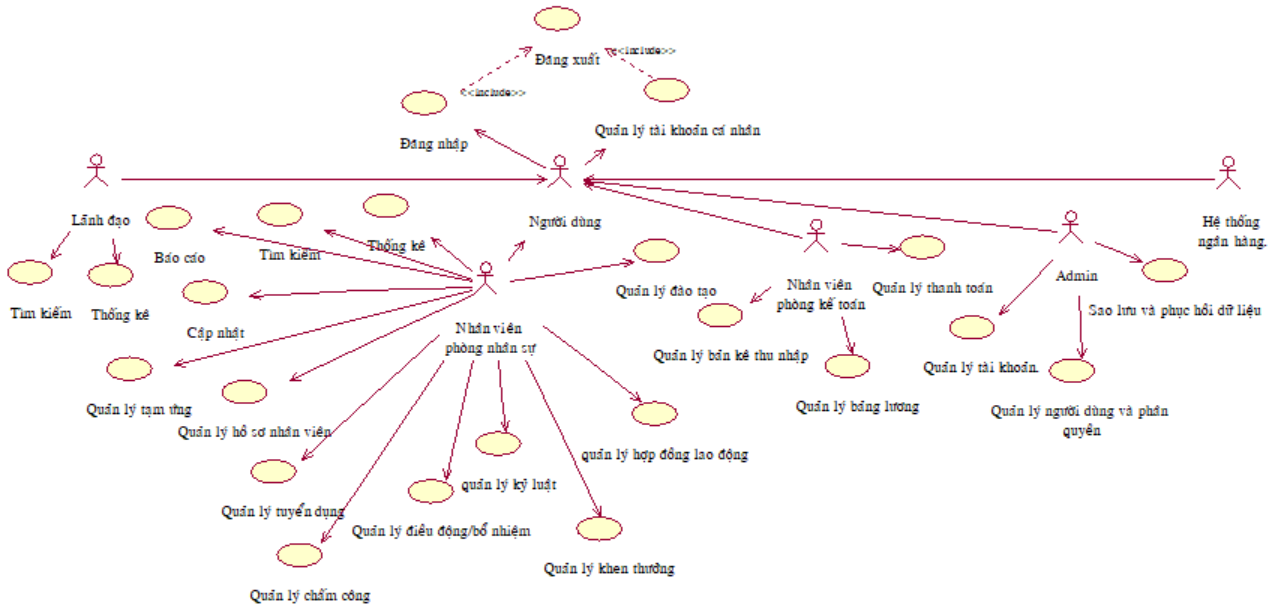 Đăng xuất
<<include>>
<<include>>
Đăng nhập
Quản lý tài khoản cá nhân
Lãnh đạo
Người dùng
Hệ thống
ngân hàng.
Báo cáo
Tìm kiếm
Thống kê
Tìm kiếm
Thống kê
Cập nhật
Nhân viên
phòng nhân sự
Quản lý đào tạo
Nhân viên
phòng kế toán
Quản lý thanh toán
Admin
Sao lưu và phục hồi dữ liệu
Quản lý bản kê thu nhập
Quản lý bảng lương
Quản lý tài khoản.
Quản lý người dùng và phân
quyền
Quản lý tạm ứng
Quản lý hồ sơ nhân viên
quản lý hợp đồng lao động
quản lý kỷ luật
Quản lý tuyển dụng
Quản lý điều động/bổ nhiệm
Quản lý khen thưởng
Quản lý chấm công